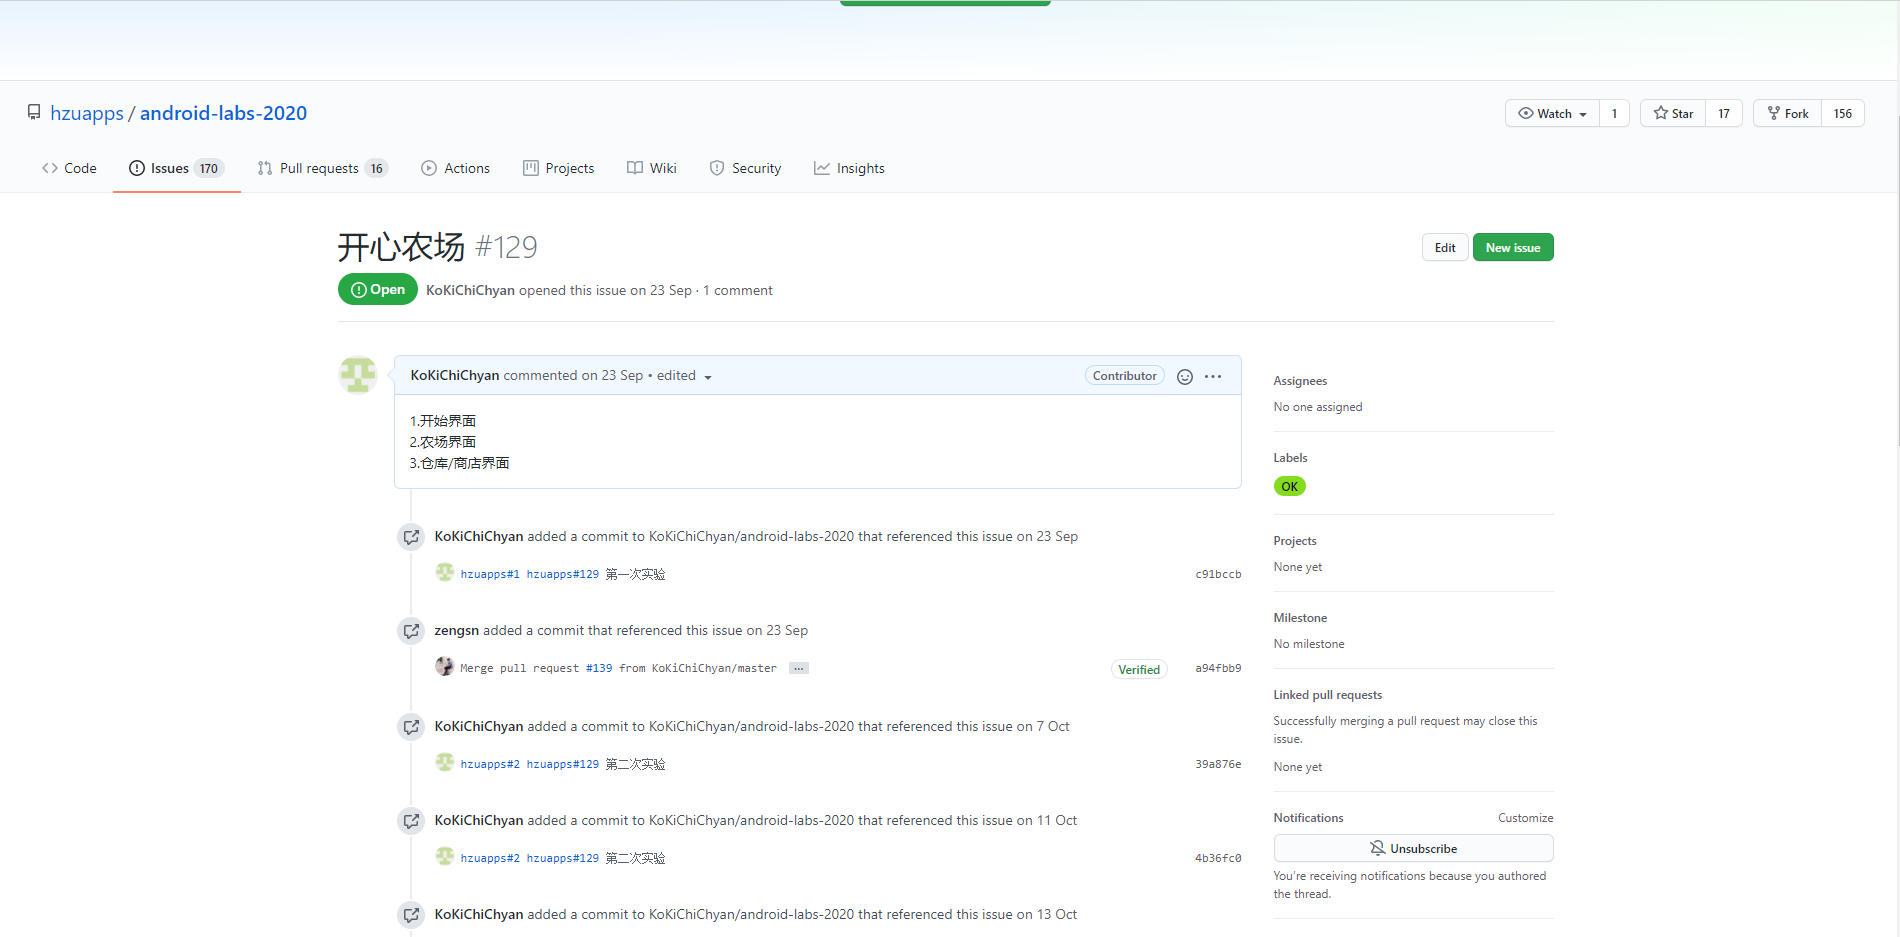 hzuapps / android-labs-2020
Watch 1 Star 17 Fork 156
Code Issues 170 Pull requests 16 Actions Projects Wiki Security Insights
开心农场 #129
Edit New issue
Open KoKiChiChyan opened this issue on 23 Sep · 1 comment
KoKiChiChyan commented on 23 Sep • edited Contributor
1.开始界面
2.农场界面
3.仓库/商店界面
KoKiChiChyan added a commit to KoKiChiChyan/android-labs-2020 that referenced this issue on 23 Sep
hzuapps#1 hzuapps#129 第一次实验 c91bccb
zengsn added a commit that referenced this issue on 23 Sep
Merge pull request #139 from KoKiChiChyan/master ... Verified a94fbb9
KoKiChiChyan added a commit to KoKiChiChyan/android-labs-2020 that referenced this issue on 7 Oct
hzuapps#2 hzuapps#129 第二次实验 39a876e
KoKiChiChyan added a commit to KoKiChiChyan/android-labs-2020 that referenced this issue on 11 Oct
hzuapps#2 hzuapps#129 第二次实验 4b36fc0
KoKiChiChyan added a commit to KoKiChiChyan/android-labs-2020 that referenced this issue on 13 Oct
Assignees
No one assigned
Labels
OK
Projects
None yet
Milestone
No milestone
Linked pull requests
Successfully merging a pull request may close this
issue.
None yet
Notifications Customize
Unsubscribe
You're receiving notifications because you authored
the thread.